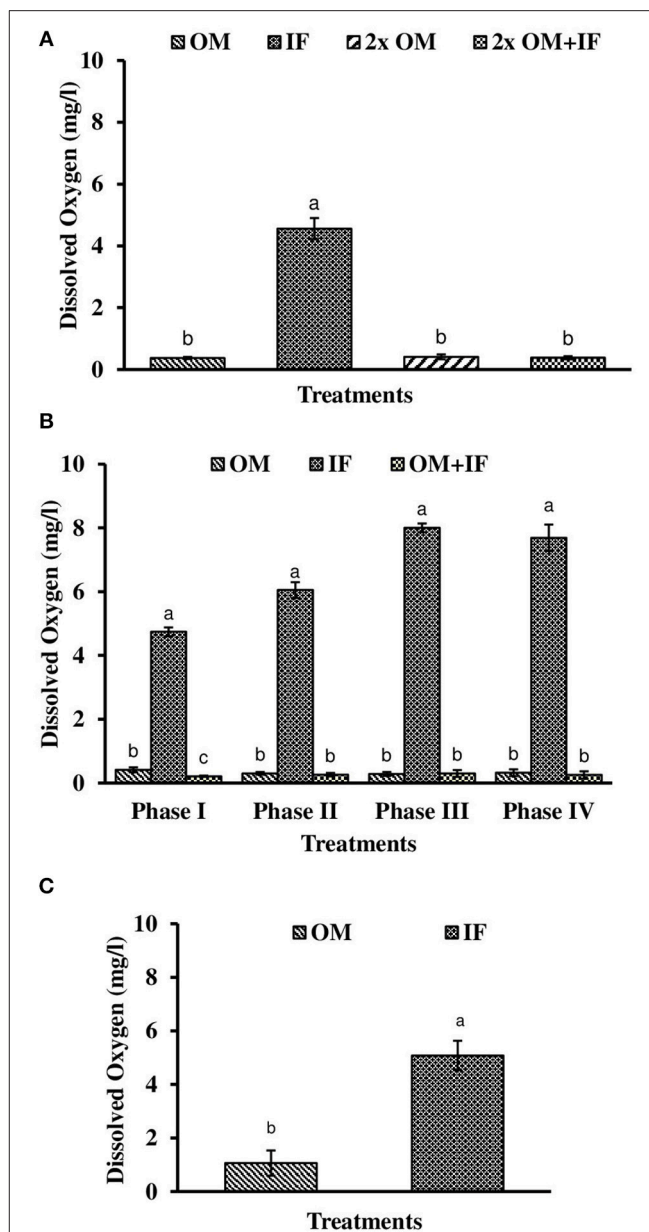 A
OM IF 2x OM 2x OM+IF
Dissolved Oxygen (mg/l)
10
8
6
4
2
0
b
a
b
b
Treatments
B
OM IF OM+IF
Dissolved Oxygen (mg/l)
10
8
6
4
2
0
b
a
c
b
a
b
b
a
b
b
a
b
Phase I Phase II Phase III Phase IV
Treatments
C
OM IF
Dissolved Oxygen (mg/l)
10
8
6
4
2
0
b
a
Treatments